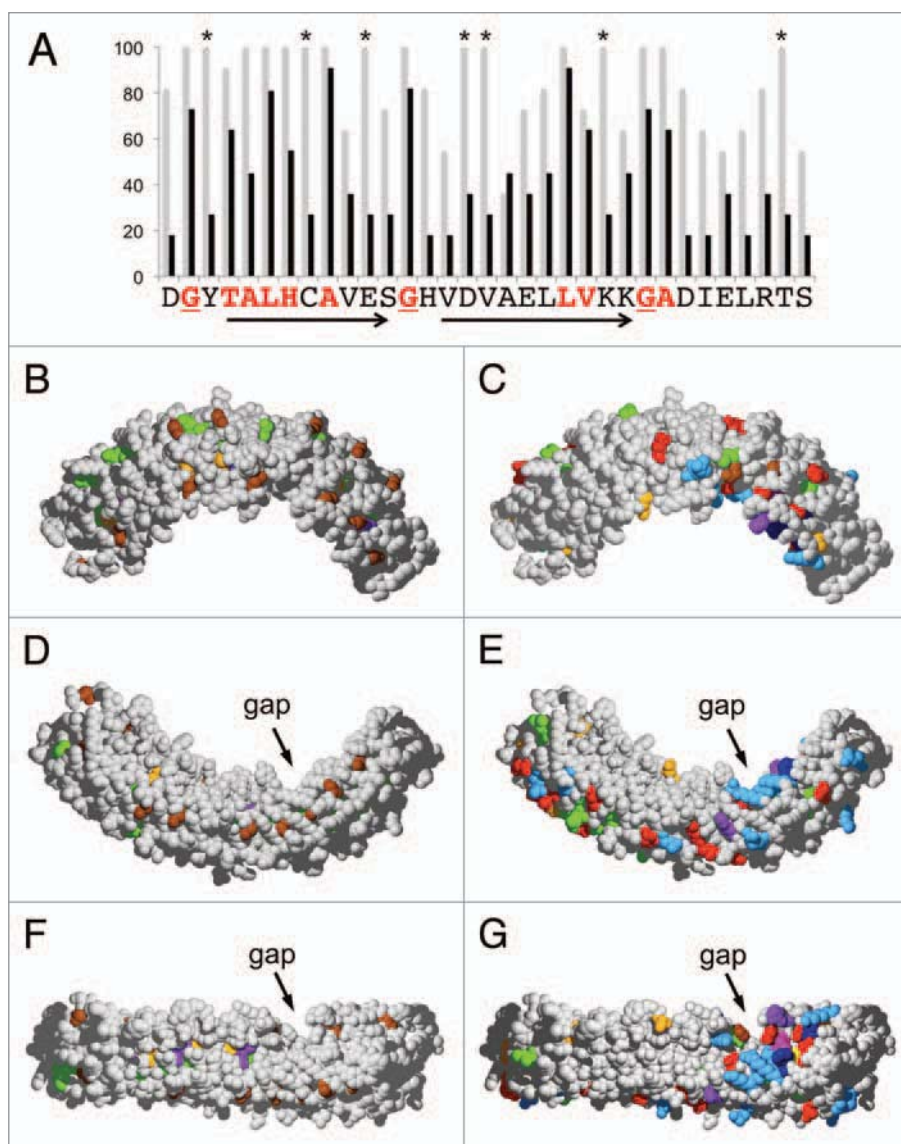 A
* * * * * * *
100
80
60
40
20
0
DGYTALHCAVESGHVDVAELLVKKGADIELRTS
B
C
D
gap
E
gap
F
gap
G
gap